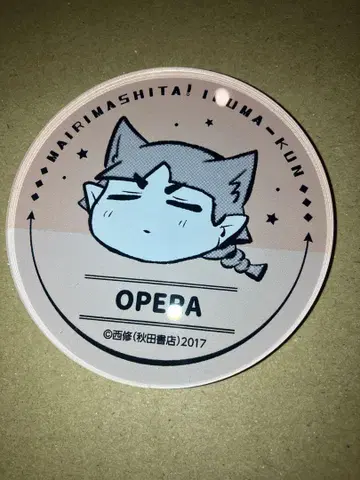 MAIRIMASHITA! IRUMA-KUN
OPERA
©西修(秋田書店)2017